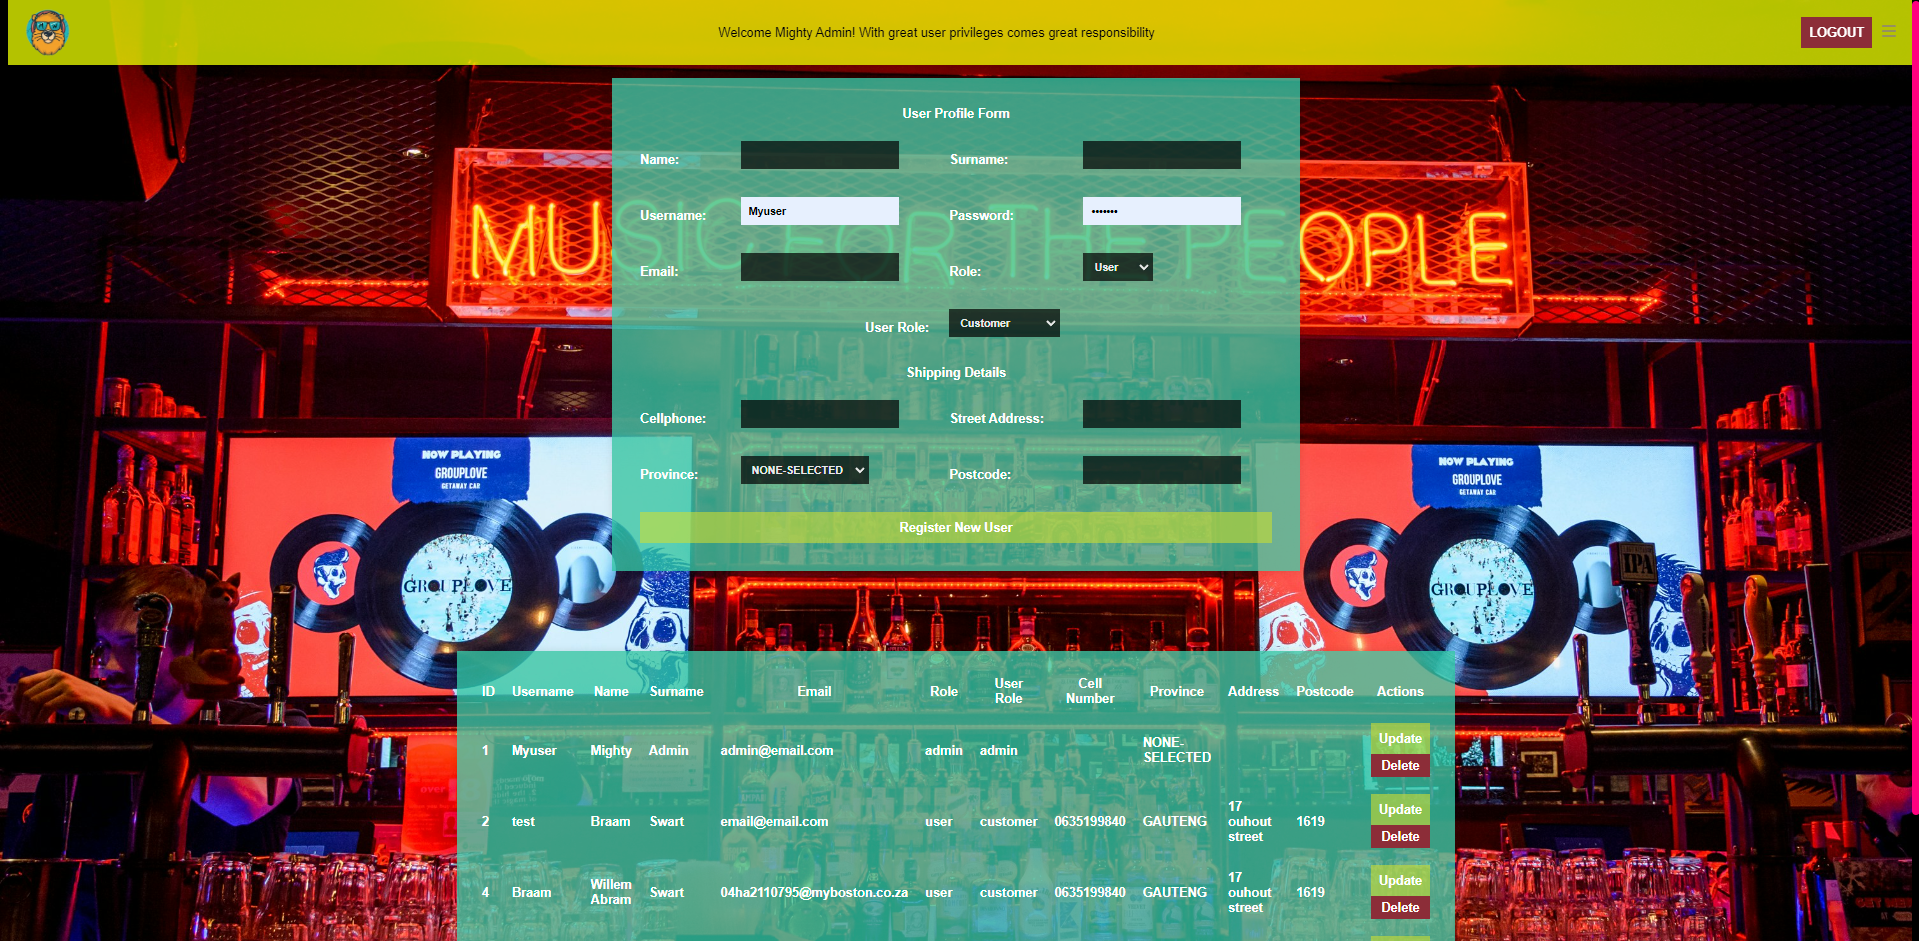 Welcome Mighty Admin! With great user privileges comes great responsibility
LOGOUT
User Profile Form
Name:
Surname:
Username: Myuser
Password: •••••••
Email:
Role: User
User Role: Customer
Shipping Details
Cellphone:
Street Address:
Province: NONE-SELECTED
Postcode:
Register New User
MUSIC FOR THE PEOPLE
NOW PLAYING
GROUPLOVE
GETAWAY CAR
GROUPLOVE
NOW PLAYING
GROUPLOVE
GETAWAY CAR
GROUPLOVE
IPA
ID Username Name Surname Email Role User Role Cell Number Province Address Postcode Actions
1 Myuser Mighty Admin admin@email.com admin admin NONE-SELECTED Update Delete
2 test Braam Swart email@email.com user customer 0635199840 GAUTENG 17 ouhout street 1619 Update Delete
4 Braam Willem Abram Swart 04ha2110795@myboston.co.za user customer 0635199840 GAUTENG 17 ouhout street 1619 Update Delete